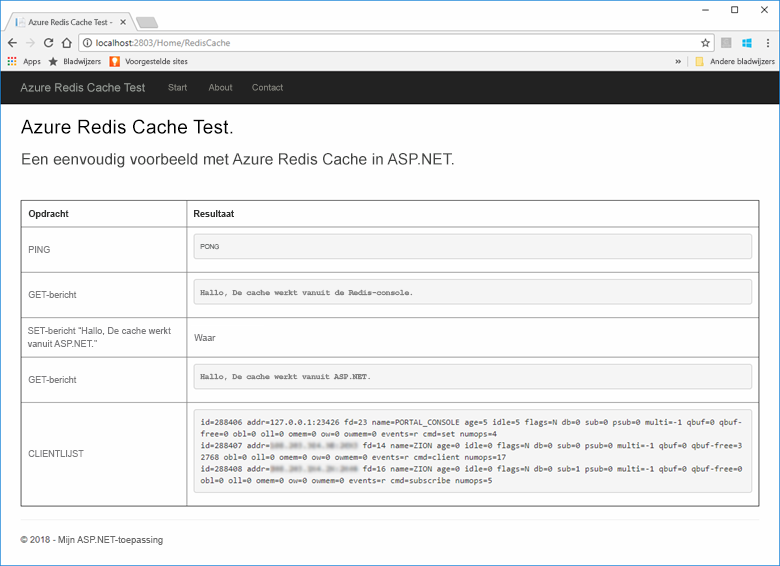 Azure Redis Cache Test -
localhost:2803/Home/RedisCache
Apps Bladwijzers Voorgestelde sites » Andere bladwijzers
Azure Redis Cache Test Start About Contact
Azure Redis Cache Test.
Een eenvoudig voorbeeld met Azure Redis Cache in ASP.NET.
Opdracht Resultaat
PING PONG
GET-bericht Hallo, De cache werkt vanuit de Redis-console.
SET-bericht "Hallo, De cache werkt
vanuit ASP.NET."
Waar
GET-bericht Hallo, De cache werkt vanuit ASP.NET.
CLIENTLIJST
id=288406 addr=127.0.0.1:23426 fd=23 name=PORTAL_CONSOLE age=5 idle=5 flags=N db=0 sub=0 psub=0 multi=-1 qbuf=0 qbuf-
free=0 obl=0 oll=0 omem=0 ow=0 owmem=0 events=r cmd=set numops=4
id=288407 addr= fd=14 name=ZION age=0 idle=0 flags=N db=0 sub=0 psub=0 multi=-1 qbuf=0 qbuf-free=3
2768 obl=0 oll=0 omem=0 ow=0 owmem=0 events=r cmd=client numops=17
id=288408 addr= fd=16 name=ZION age=0 idle=0 flags=N db=0 sub=1 psub=0 multi=-1 qbuf=0 qbuf-free=0
obl=0 oll=0 omem=0 ow=0 owmem=0 events=r cmd=subscribe numops=5
© 2018 - Mijn ASP.NET-toepassing